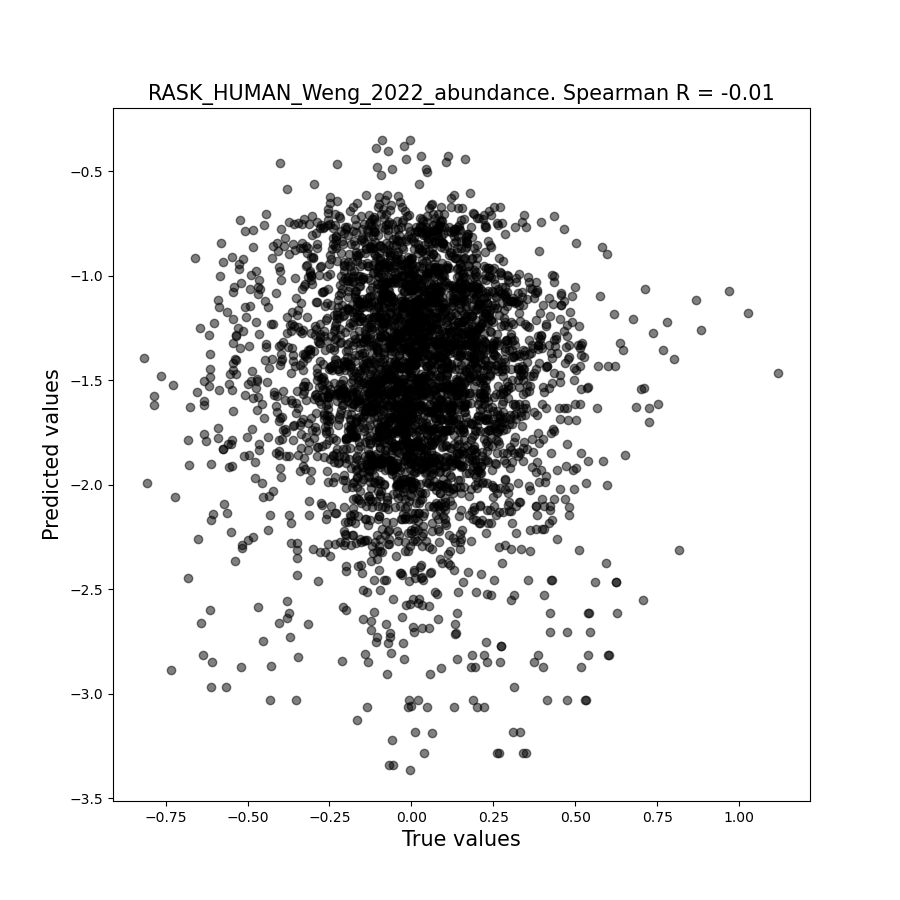 RASK_HUMAN_Weng_2022_abundance. Spearman R = -0.01
Predicted values
−0.5
−1.0
−1.5
−2.0
−2.5
−3.0
−3.5
−0.75 −0.50 −0.25 0.00 0.25 0.50 0.75 1.00
True values